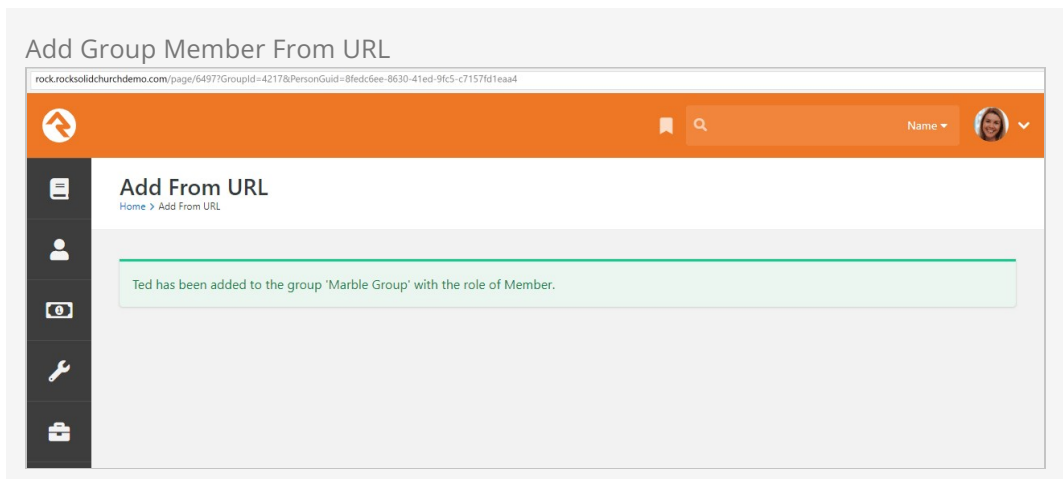 Add Group Member From URL
rock.rocksolidchurchdemo.com/page/6497?GroupId=4217&PersonGuid=8fedc6ee-8630-41ed-9fc5-c7157fd1eaa4
Name
Add From URL
Home > Add From URL
Ted has been added to the group 'Marble Group' with the role of Member.